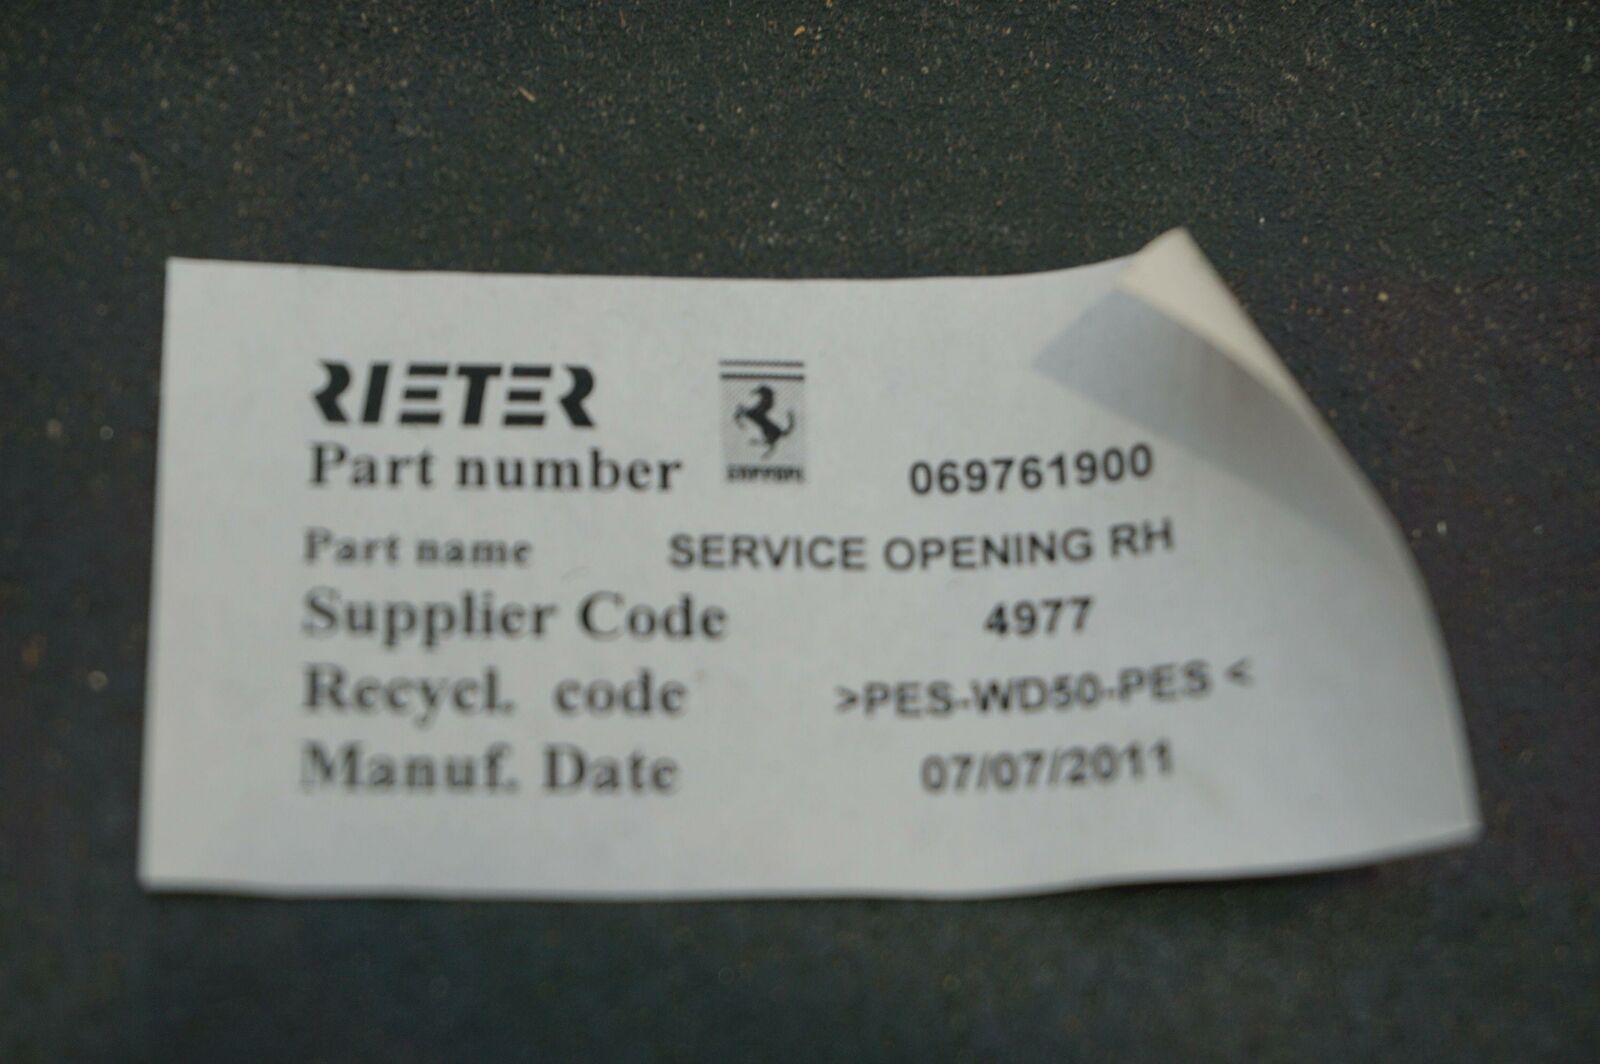 RIETER
Ferrari
Part number 069761900
Part name SERVICE OPENING RH
Supplier Code 4977
Recycl. code >PES-WD50-PES <
Manuf. Date 07/07/2011